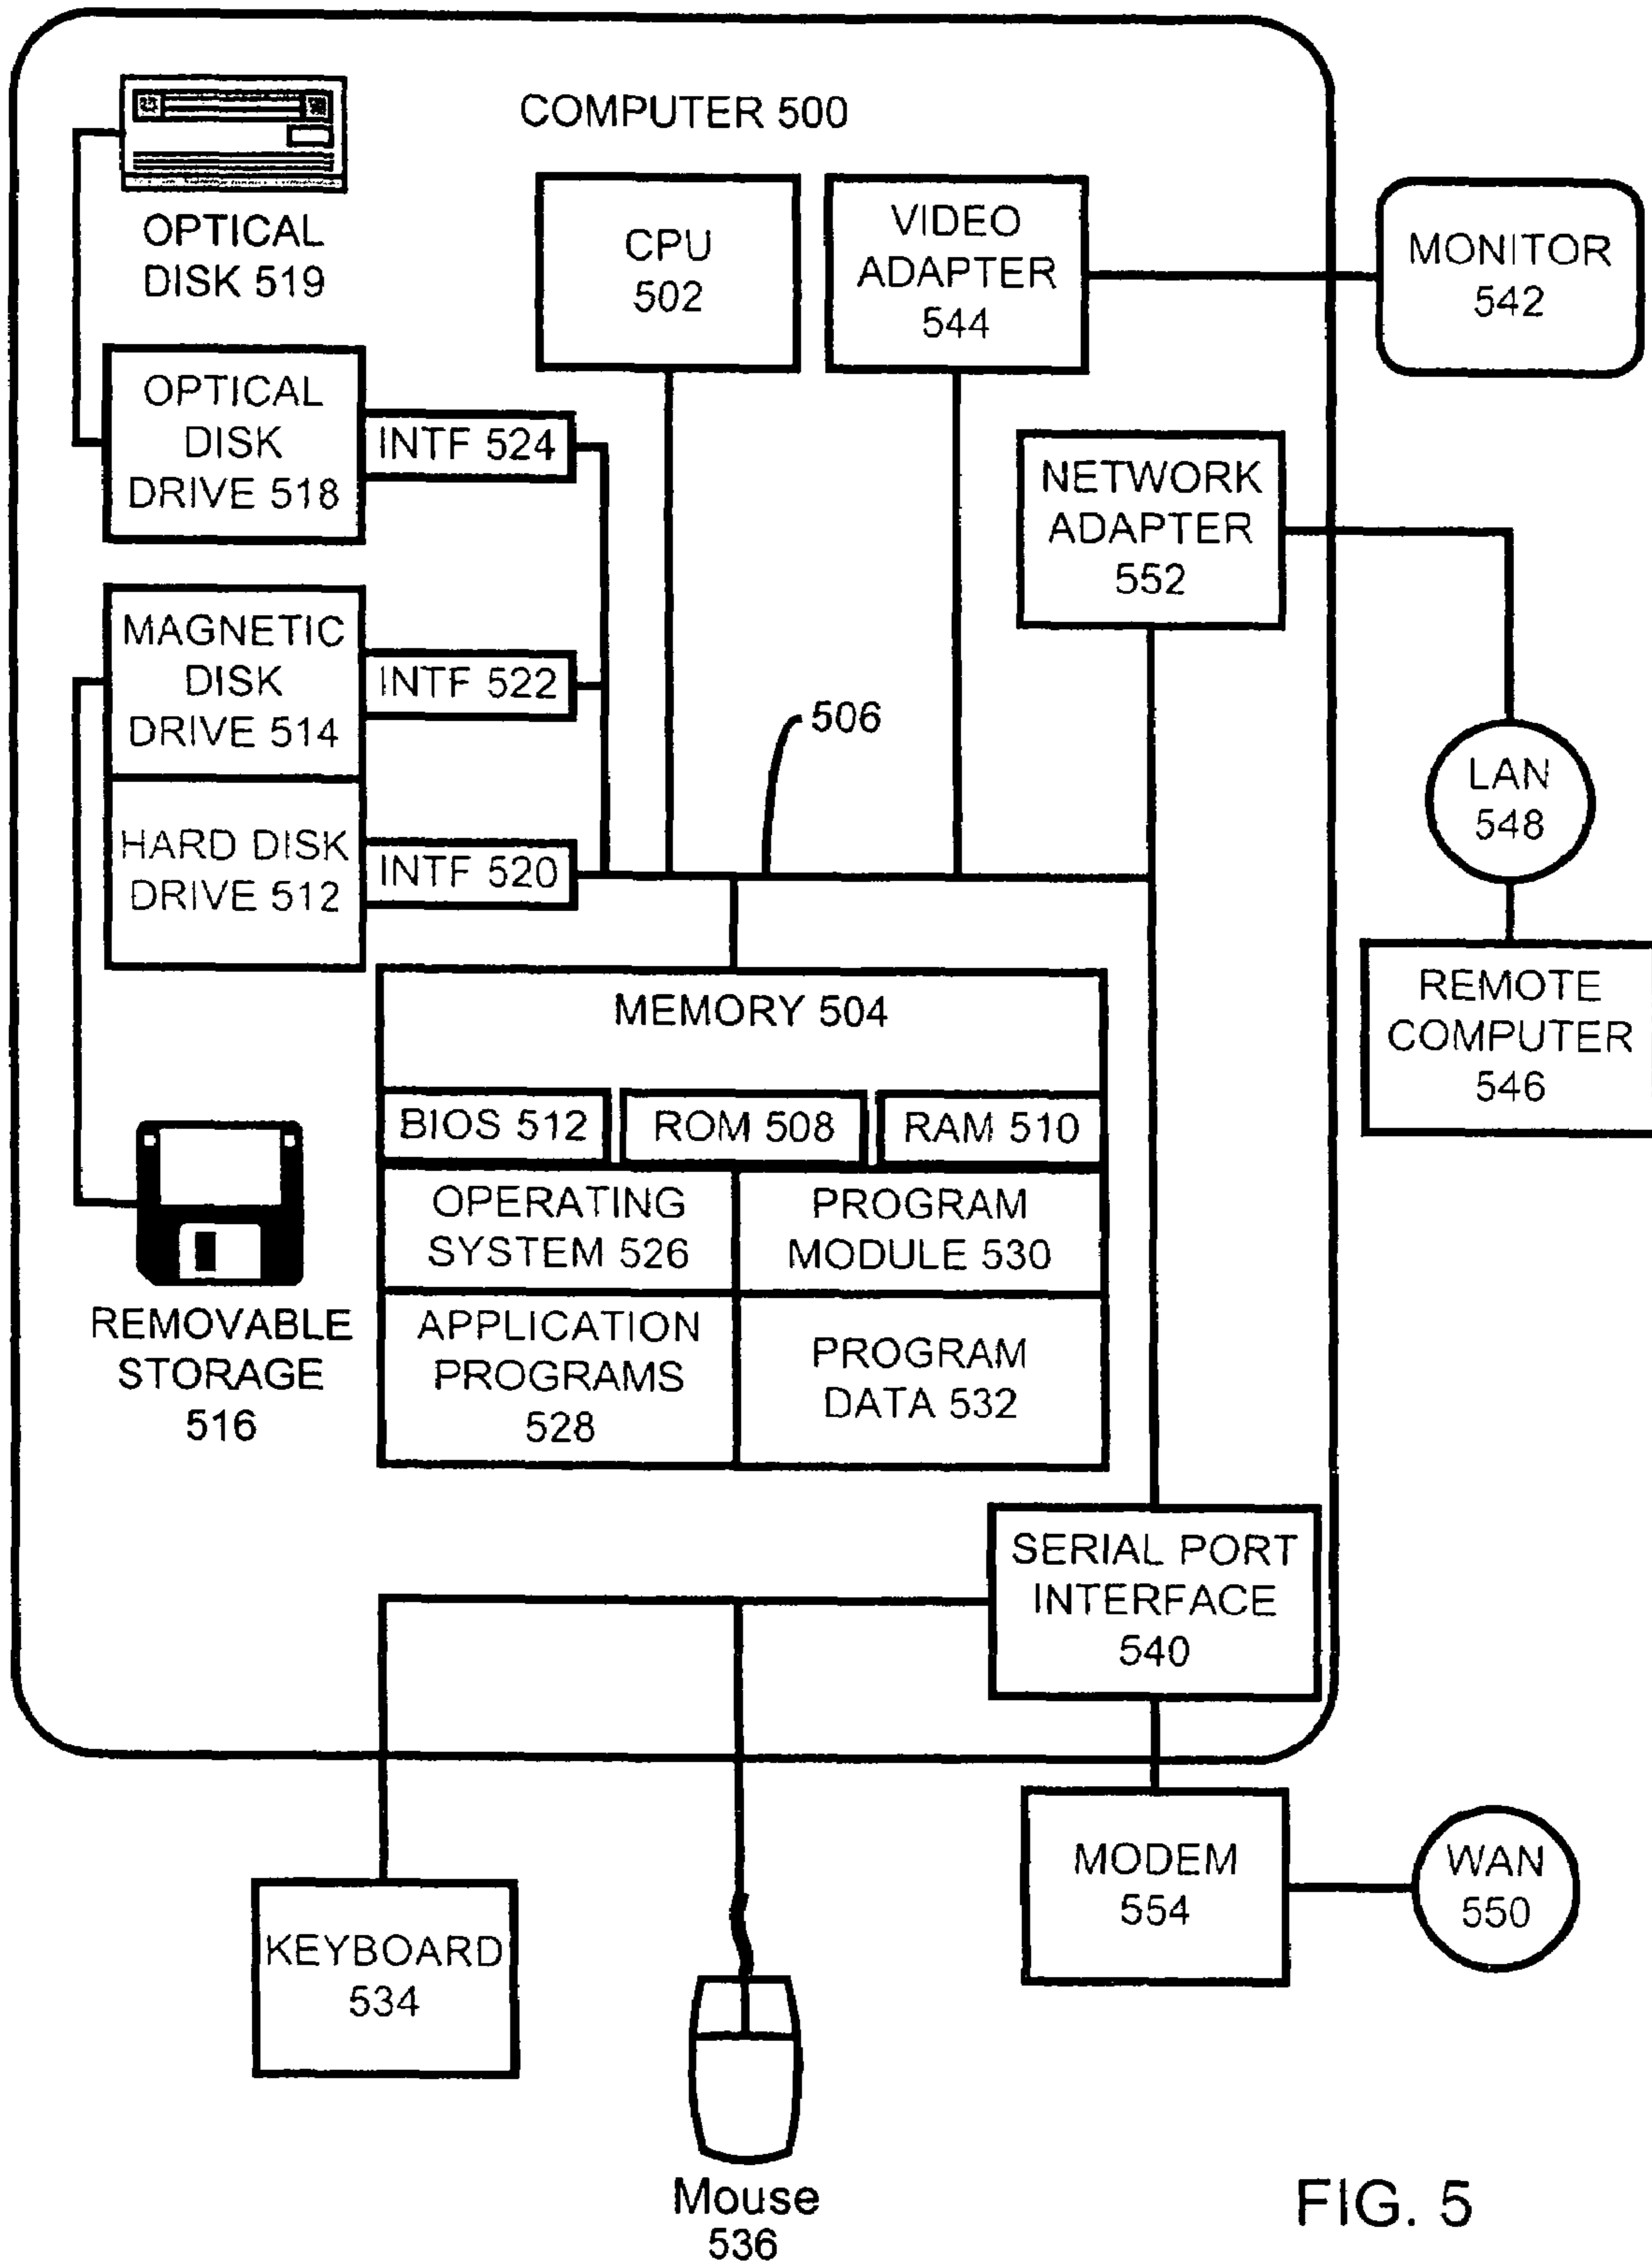 COMPUTER 500
OPTICAL
DISK 519
CPU
502
VIDEO
ADAPTER
544
MONITOR
542
OPTICAL
DISK
DRIVE 518
INTF 524
NETWORK
ADAPTER
552
MAGNETIC
DISK
DRIVE 514
INTF 522
506
LAN
548
HARD DISK
DRIVE 512
INTF 520
REMOTE
COMPUTER
546
MEMORY 504
BIOS 512
ROM 508
RAM 510
OPERATING
SYSTEM 526
PROGRAM
MODULE 530
APPLICATION
PROGRAMS
528
PROGRAM
DATA 532
REMOVABLE
STORAGE
516
SERIAL PORT
INTERFACE
540
MODEM
554
WAN
550
KEYBOARD
534
Mouse
536
FIG. 5